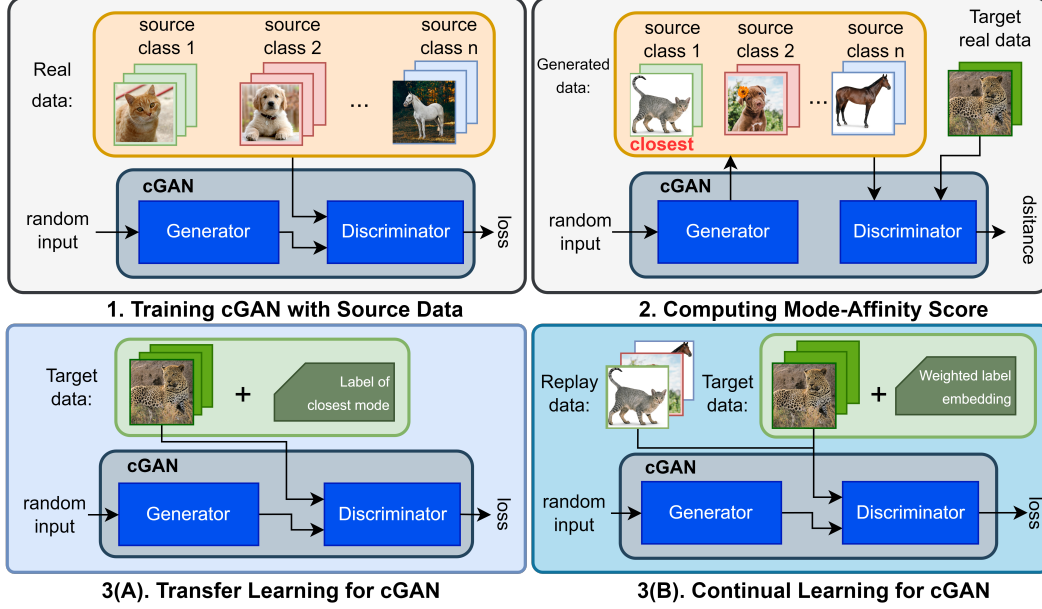 source
class 1
source
class 2
source
class n
Real
data:
...
cGAN
random
input
Generator
Discriminator
loss
1. Training cGAN with Source Data
source
class 1
source
class 2
source
class n
Target
real data
Generated
data:
...
closest
cGAN
random
input
Generator
Discriminator
dsitance
2. Computing Mode-Affinity Score
Target
data:
+
Label of
closest mode
cGAN
random
input
Generator
Discriminator
loss
3(A). Transfer Learning for cGAN
Replay
data:
Target
data:
+
Weighted label
embedding
cGAN
random
input
Generator
Discriminator
loss
3(B). Continual Learning for cGAN